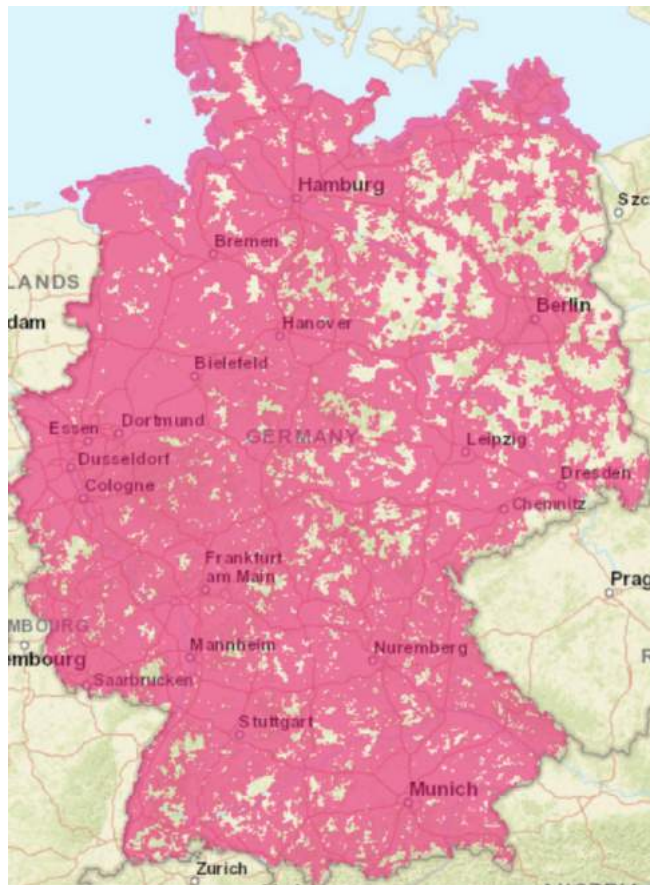 Hamburg
Szc
Bremen
LANDS
Berlin
dam
Hanover
Bielefeld
Essen
Dortmund
GERMANY
Leipzig
Dusseldorf
Dresden
Cologne
Chemnitz
Frankfurt
am Main
Prag
MBOURG
Mannheim
Nuremberg
embourg
R
Saarbrucken
Stuttgart
Munich
Zurich